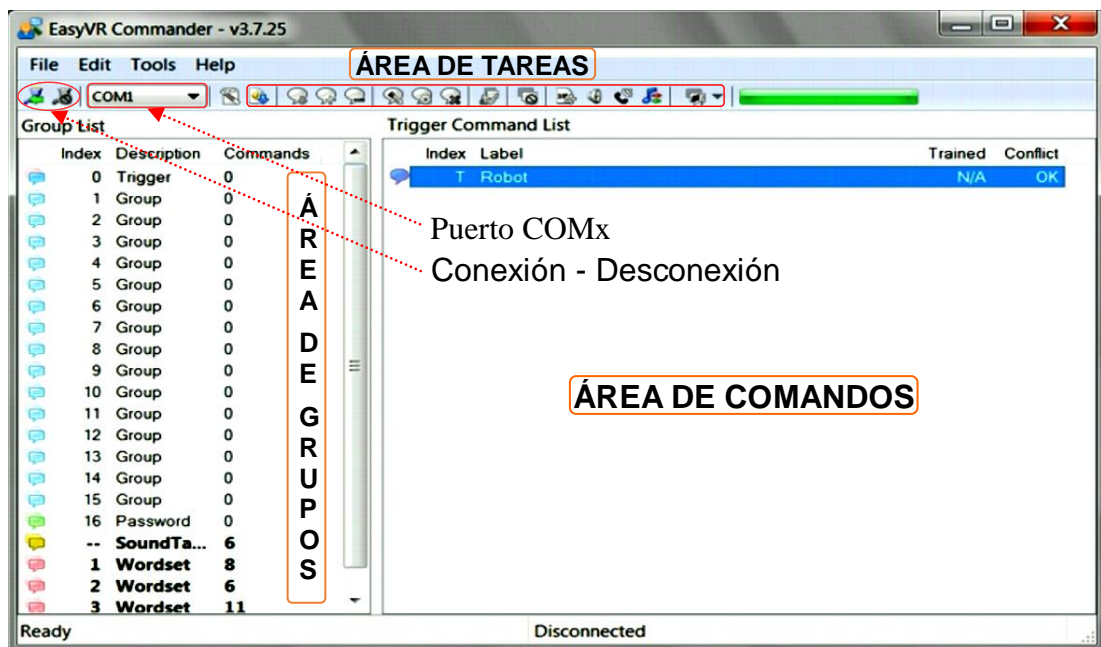 EasyVR Commander - v3.7.25
File Edit Tools Help
ÁREA DE TAREAS
COM1
Group List
Trigger Command List
Index Description Commands
Index Label Trained Conflict
0 Trigger 0
T Robot N/A OK
1 Group 0
2 Group 0
3 Group 0
4 Group 0
5 Group 0
6 Group 0
7 Group 0
8 Group 0
9 Group 0
10 Group 0
11 Group 0
12 Group 0
13 Group 0
14 Group 0
15 Group 0
16 Password 0
-- SoundTa... 6
1 Wordset 8
2 Wordset 6
3 Wordset 11
ÁREA DE GRUPOS
Puerto COMx
Conexión - Desconexión
ÁREA DE COMANDOS
Ready
Disconnected